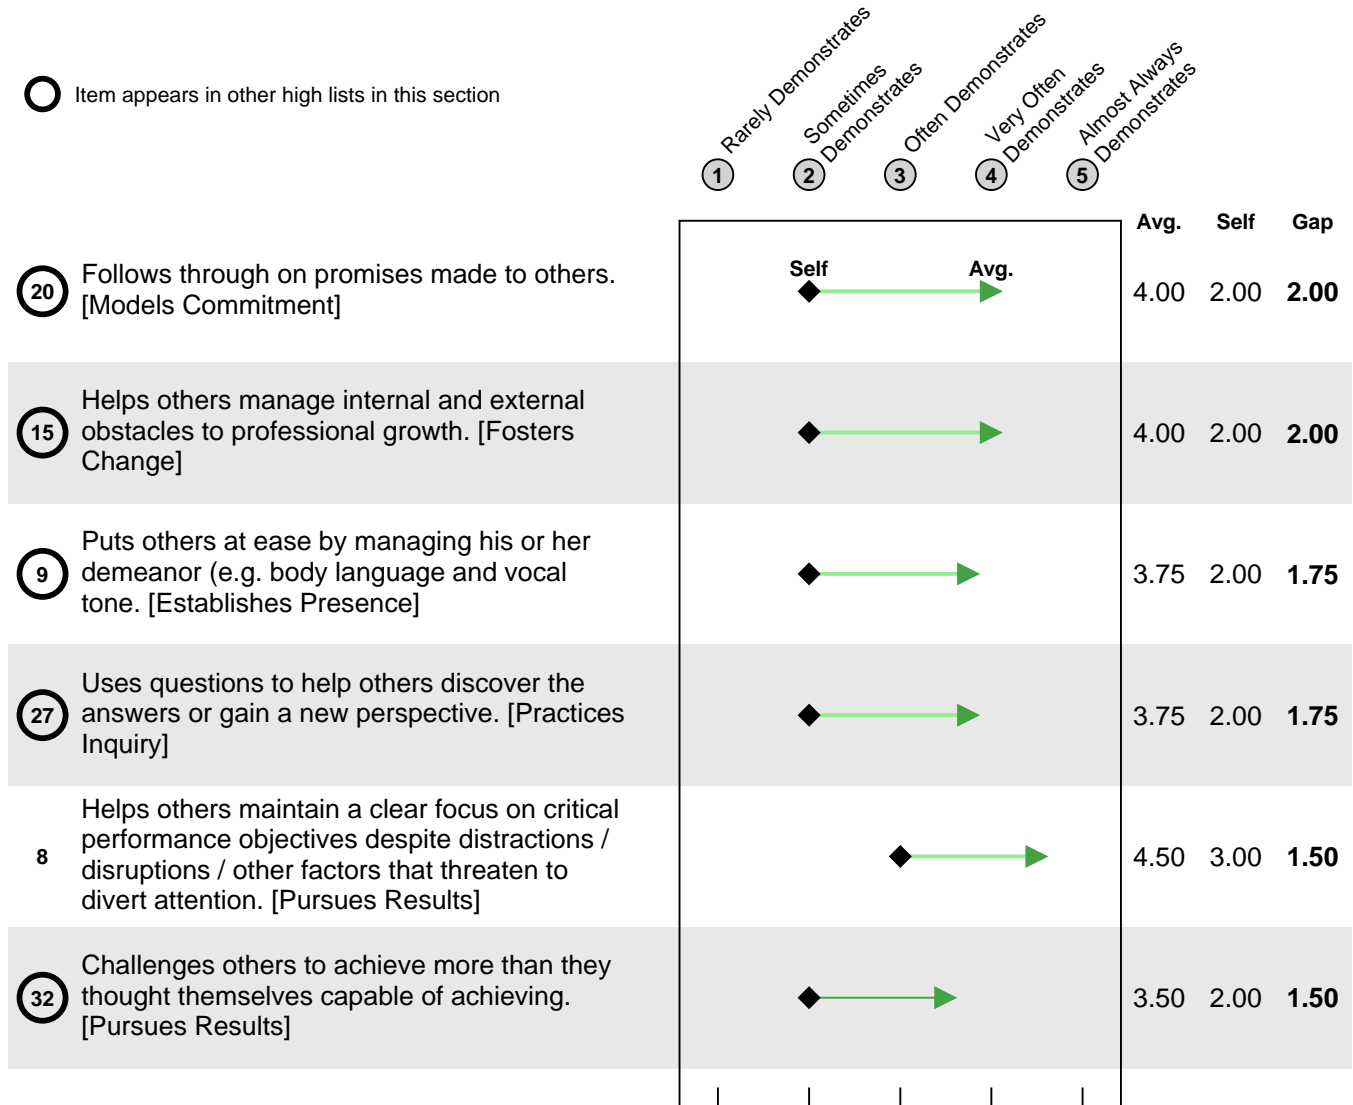 Item appears in other high lists in this section
Rarely Demonstrates
Sometimes
Demonstrates
Often Demonstrates
Very Often
Demonstrates
Almost Always
Demonstrates
1 2 3 4 5
Avg. Self Gap
Self Avg.
20 Follows through on promises made to others.
[Models Commitment]
4.00 2.00 2.00
15 Helps others manage internal and external
obstacles to professional growth. [Fosters
Change]
4.00 2.00 2.00
9 Puts others at ease by managing his or her
demeanor (e.g. body language and vocal
tone. [Establishes Presence]
3.75 2.00 1.75
27 Uses questions to help others discover the
answers or gain a new perspective. [Practices
Inquiry]
3.75 2.00 1.75
8 Helps others maintain a clear focus on critical
performance objectives despite distractions /
disruptions / other factors that threaten to
divert attention. [Pursues Results]
4.50 3.00 1.50
32 Challenges others to achieve more than they
thought themselves capable of achieving.
[Pursues Results]
3.50 2.00 1.50